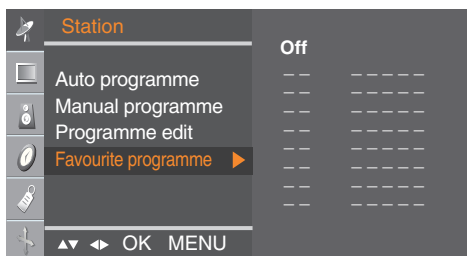 Station
Auto programme
Manual programme
Programme edit
Favourite programme
OK MENU
Off
-- -----
-- -----
-- -----
-- -----
-- -----
-- -----
-- -----
-- -----